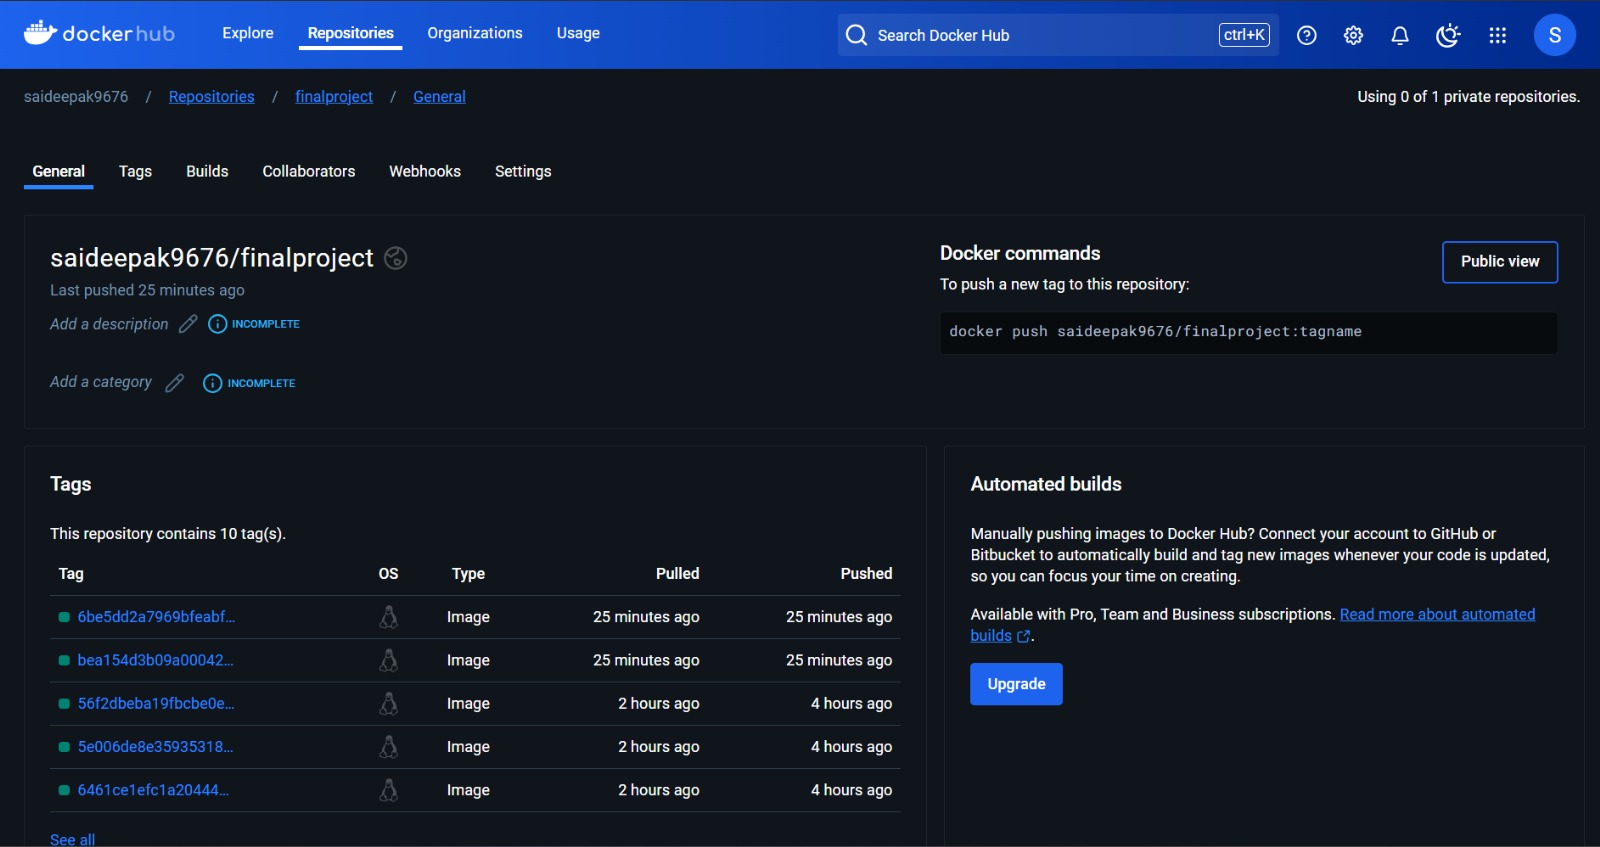 dockerhub
Explore
Repositories
Organizations
Usage
Search Docker Hub
ctrl+K
S
saideepak9676 / Repositories / finalproject / General
Using 0 of 1 private repositories.
General
Tags
Builds
Collaborators
Webhooks
Settings
saideepak9676/finalproject
Last pushed 25 minutes ago
Add a description
INCOMPLETE
Add a category
INCOMPLETE
Docker commands
Public view
To push a new tag to this repository:
docker push saideepak9676/finalproject:tagname
Tags
This repository contains 10 tag(s).
Tag OS Type Pulled Pushed
6be5dd2a7969bfeabf... Image 25 minutes ago 25 minutes ago
bea154d3b09a00042... Image 25 minutes ago 25 minutes ago
56f2dbeba19fbcbe0e... Image 2 hours ago 4 hours ago
5e006de8e35935318... Image 2 hours ago 4 hours ago
6461ce1efc1a20444... Image 2 hours ago 4 hours ago
See all
Automated builds
Manually pushing images to Docker Hub? Connect your account to GitHub or
Bitbucket to automatically build and tag new images whenever your code is updated,
so you can focus your time on creating.
Available with Pro, Team and Business subscriptions. Read more about automated
builds.
Upgrade